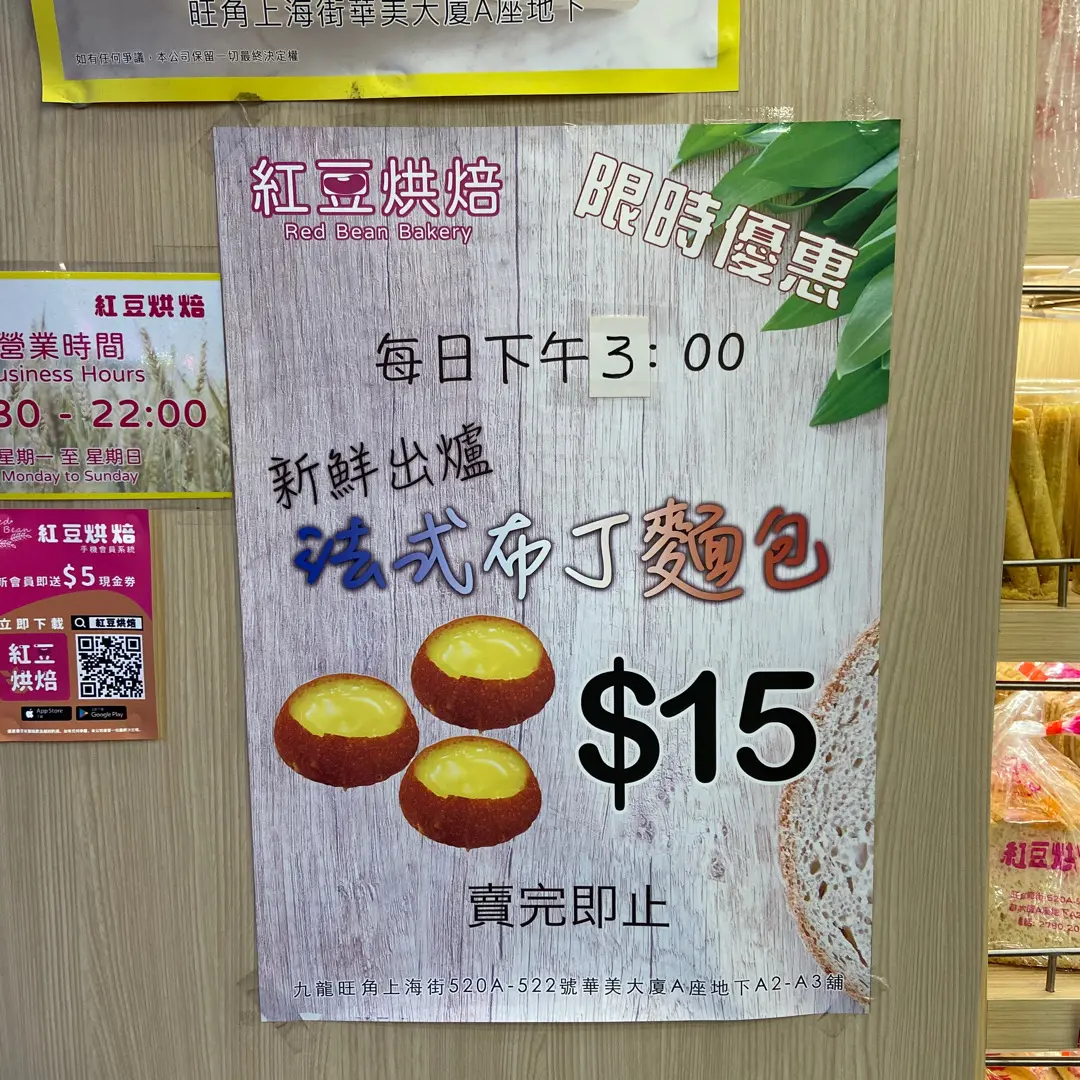 旺角上海街華美大廈A座地下
如有任何爭議，本公司保留一切最終決定權
紅豆烘焙
Red Bean Bakery
限時優惠
每日下午3：00
新鮮出爐
法式布丁麵包
$15
賣完即止
九龍旺角上海街520A-522號華美大廈A座地下A2-A3舖
紅豆烘焙
營業時間
usiness Hours
30 - 22:00
星期一 至 星期日
Monday to Sunday
Bean
紅豆烘焙
手機會員系統
新會員即送$5現金券
立即下載
紅豆烘焙
紅豆
烘焙
App Store
Google Play
紅豆烘